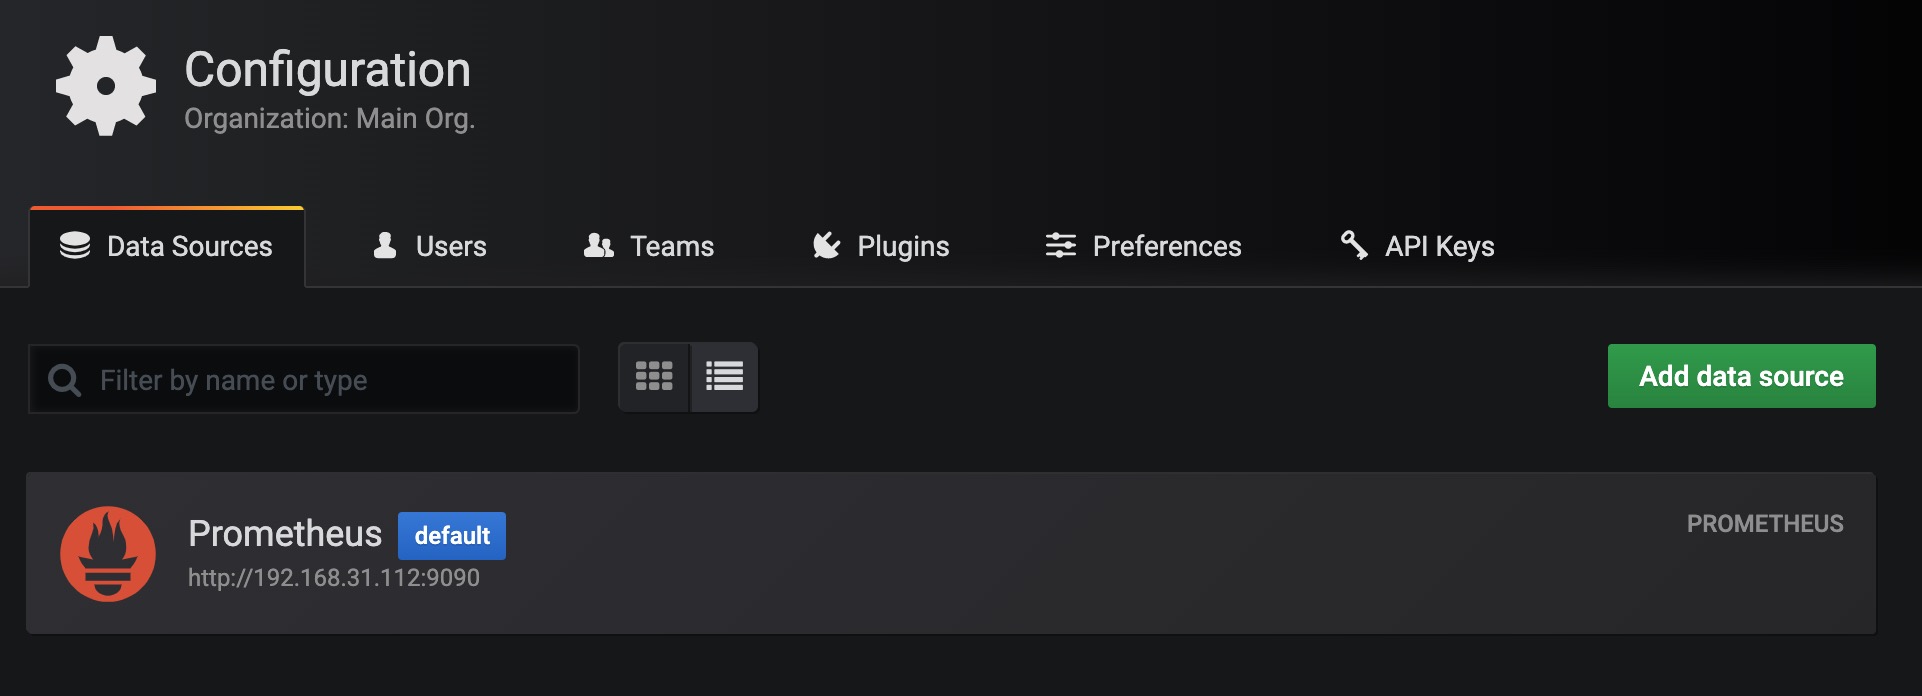 Configuration
Organization: Main Org.
Data Sources Users Teams Plugins Preferences API Keys
Filter by name or type Add data source
Prometheus default PROMETHEUS
http://192.168.31.112:9090